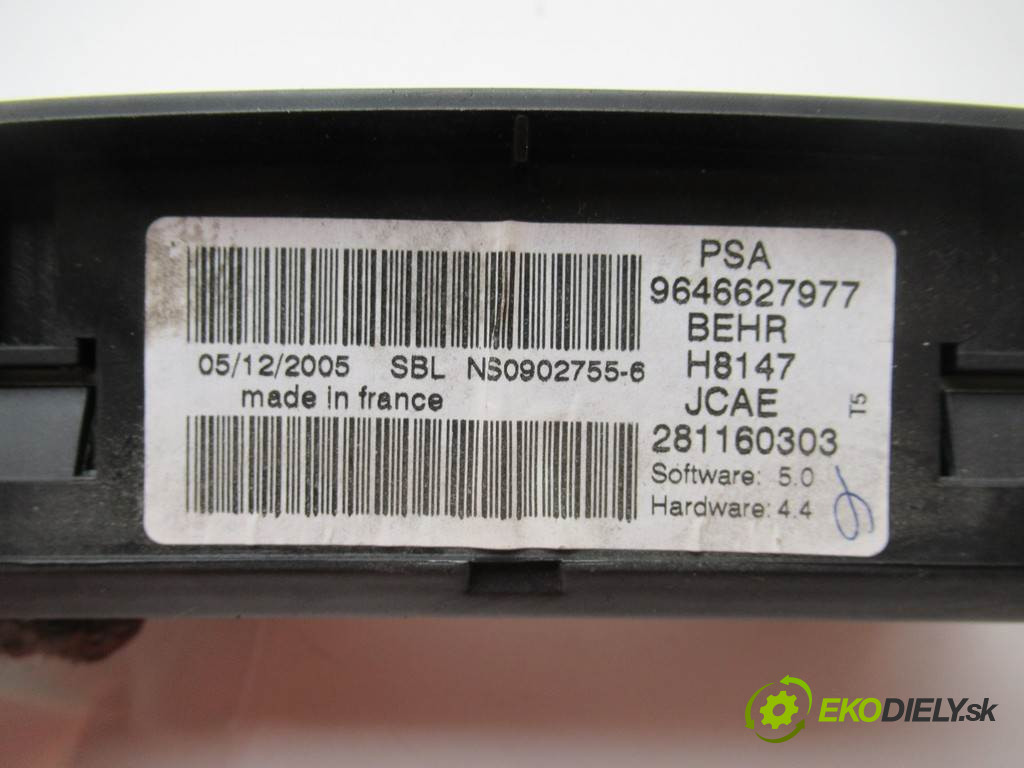 PSA
9646627977
BEHR
05/12/2005 SBL NS0902755-6
H8147
made in france
JCAE
T5
281160303
Software: 5.0
Hardware: 4.4
EKODIELY.sk